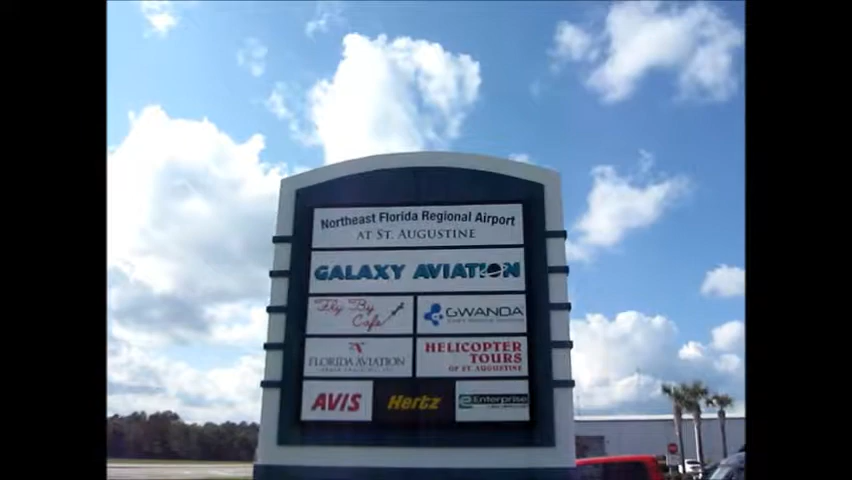 Northeast Florida Regional Airport
AT ST. AUGUSTINE
GALAXY AVIATION
Fly By
Cafe
GWANDA
FLORIDA AVIATION
HELICOPTER
TOURS
OF ST. AUGUSTINE
AVIS
Hertz
Enterprise